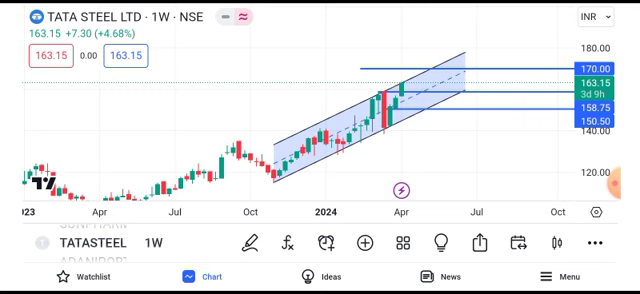 TATA STEEL LTD · 1W · NSE
INR
163.15 +7.30 (+4.68%)
163.15 0.00 163.15
180.00
170.00
163.15
3d 9h
158.75
150.50
140.00
120.00
2023 Apr Jul Oct 2024 Apr Jul Oct
TATASTEEL 1W
Watchlist Chart Ideas News Menu